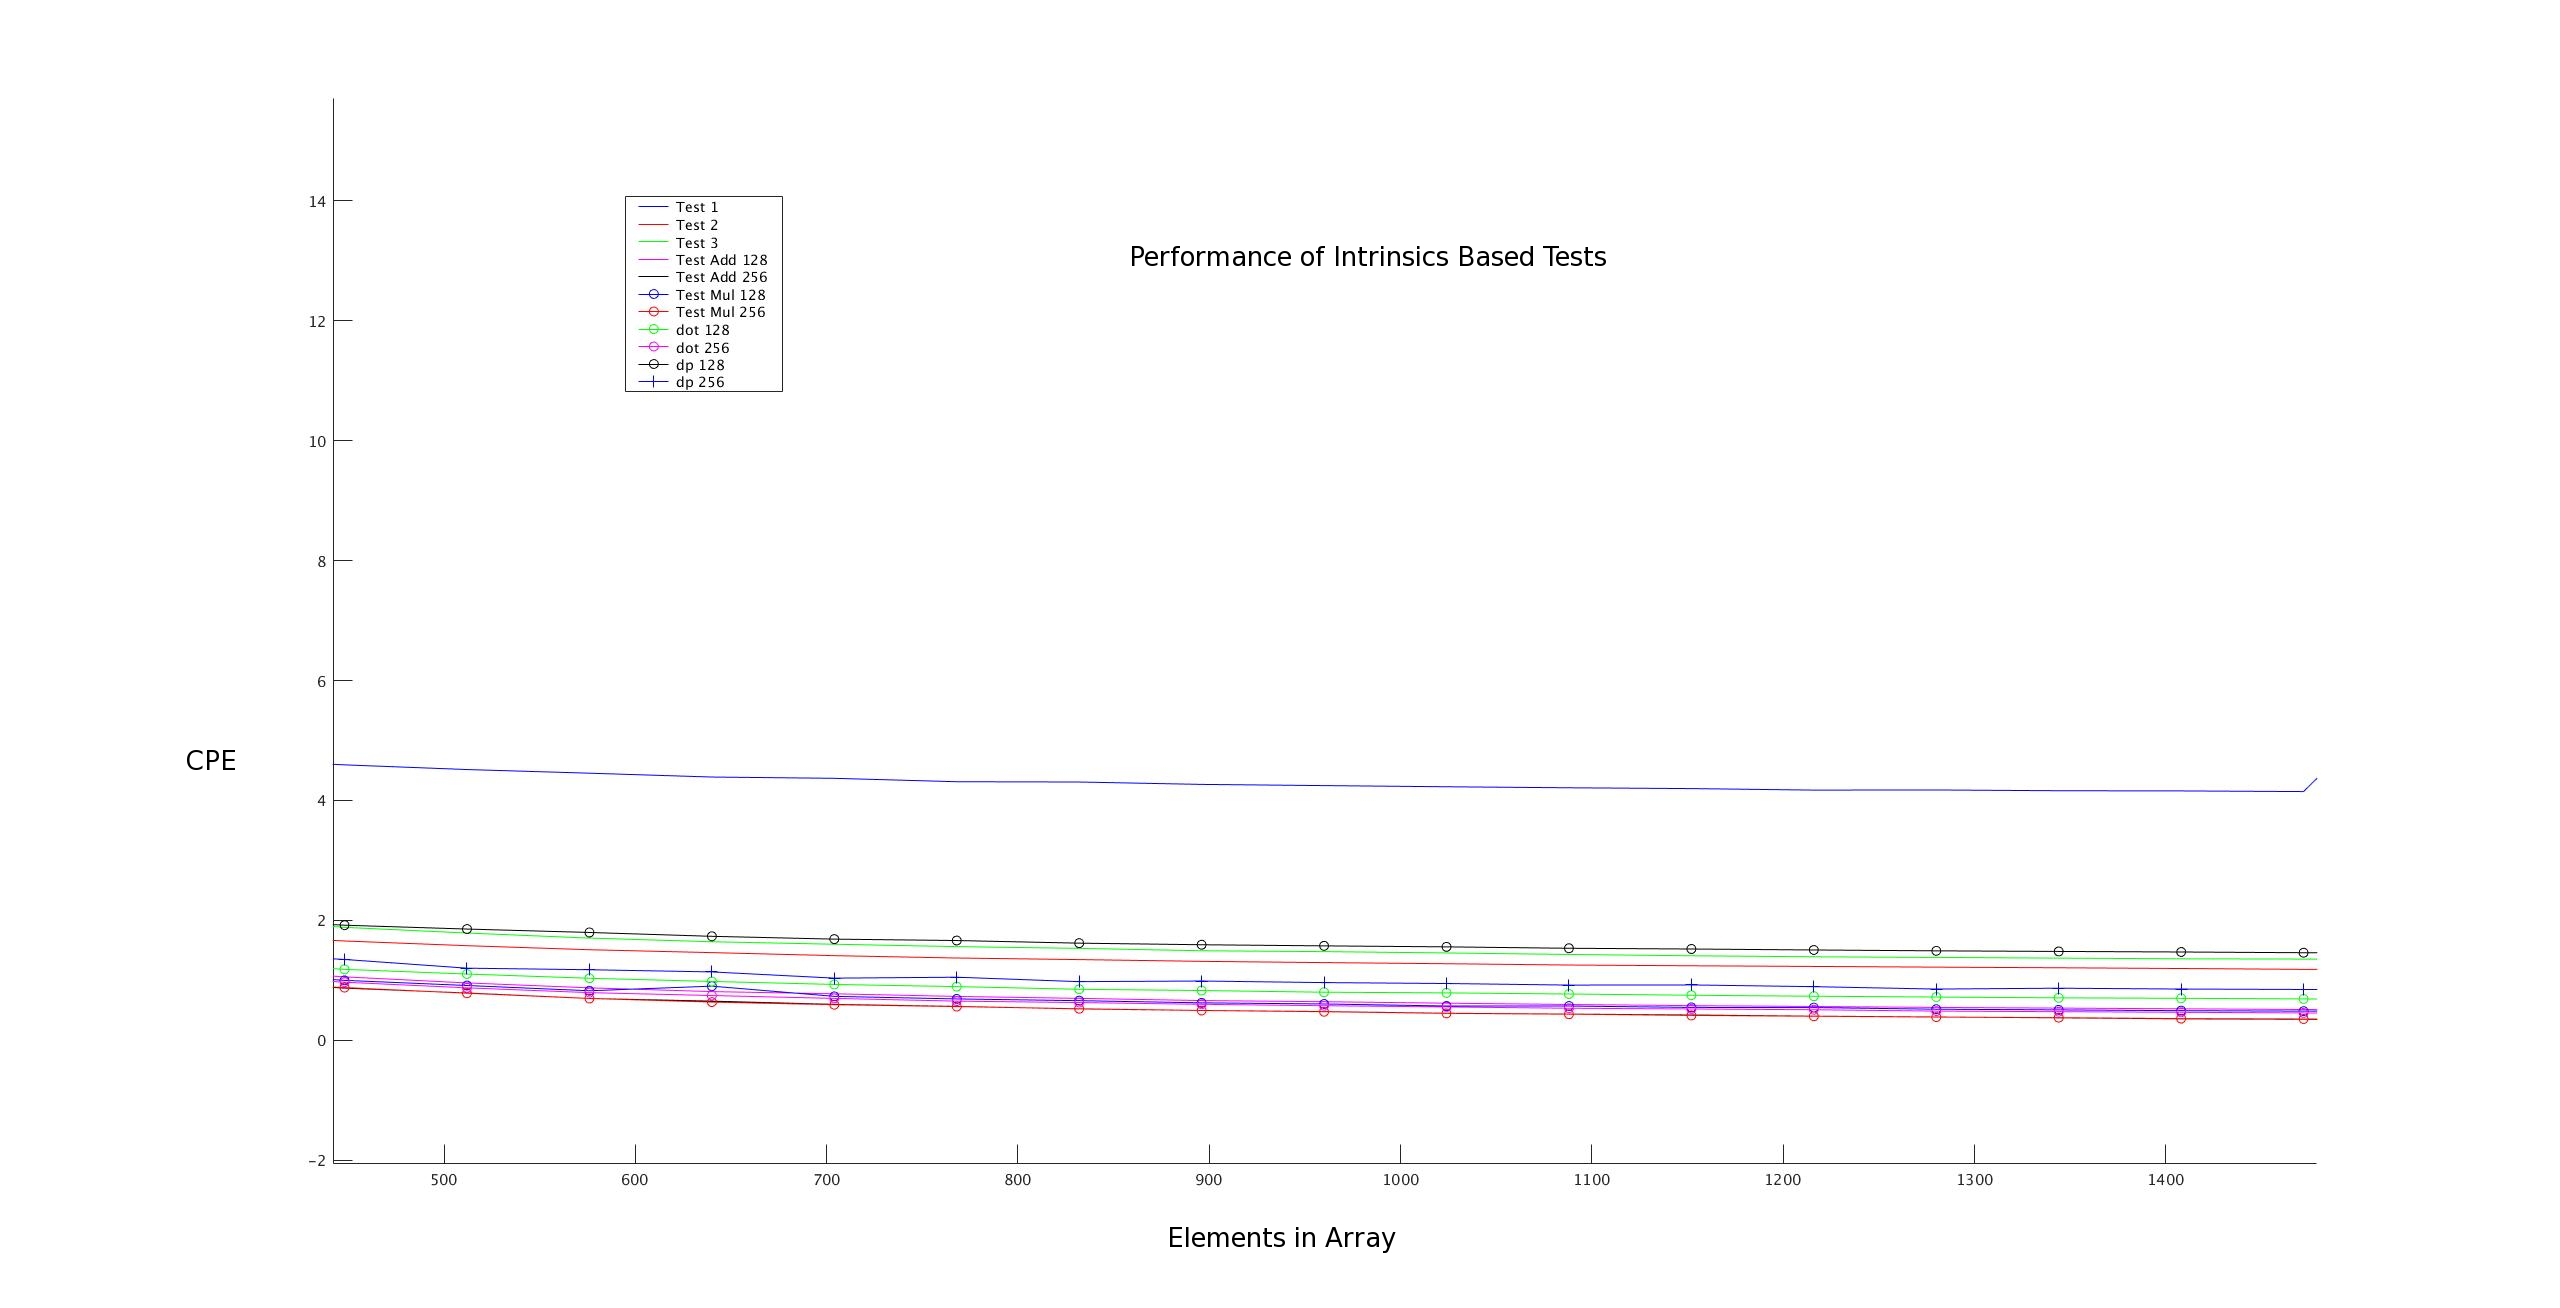 14
Test 1
Test 2
Test 3
Test Add 128
Test Add 256
Test Mul 128
Test Mul 256
dot 128
dot 256
dp 128
dp 256
Performance of Intrinsics Based Tests
12
10
8
6
CPE
4
2
0
-2
500 600 700 800 900 1000 1100 1200 1300 1400
Elements in Array